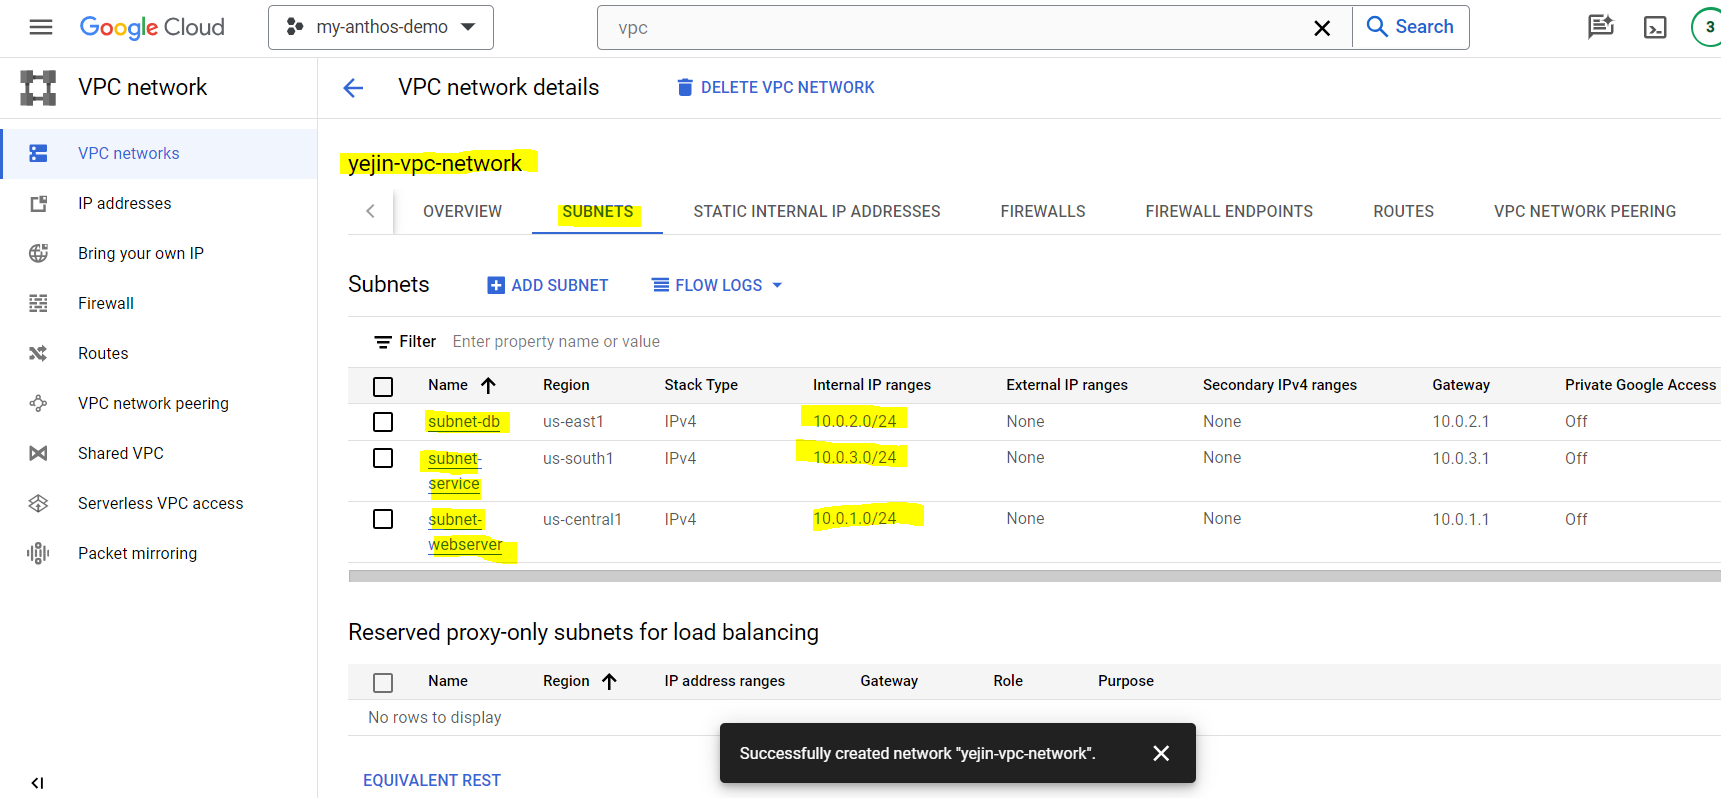 Google Cloud my-anthos-demo vpc Search 3
VPC network
VPC network details DELETE VPC NETWORK
VPC networks
IP addresses
Bring your own IP
Firewall
Routes
VPC network peering
Shared VPC
Serverless VPC access
Packet mirroring
yejin-vpc-network
OVERVIEW SUBNETS STATIC INTERNAL IP ADDRESSES FIREWALLS FIREWALL ENDPOINTS ROUTES VPC NETWORK PEERING
Subnets ADD SUBNET FLOW LOGS
Filter Enter property name or value
Name Region Stack Type Internal IP ranges External IP ranges Secondary IPv4 ranges Gateway Private Google Access
subnet-db us-east1 IPv4 10.0.2.0/24 None None 10.0.2.1 Off
subnet- us-south1 IPv4 10.0.3.0/24 None None 10.0.3.1 Off
service
subnet- us-central1 IPv4 10.0.1.0/24 None None 10.0.1.1 Off
webserver
Reserved proxy-only subnets for load balancing
Name Region IP address ranges Gateway Role Purpose
No rows to display
Successfully created network "yejin-vpc-network".
EQUIVALENT REST